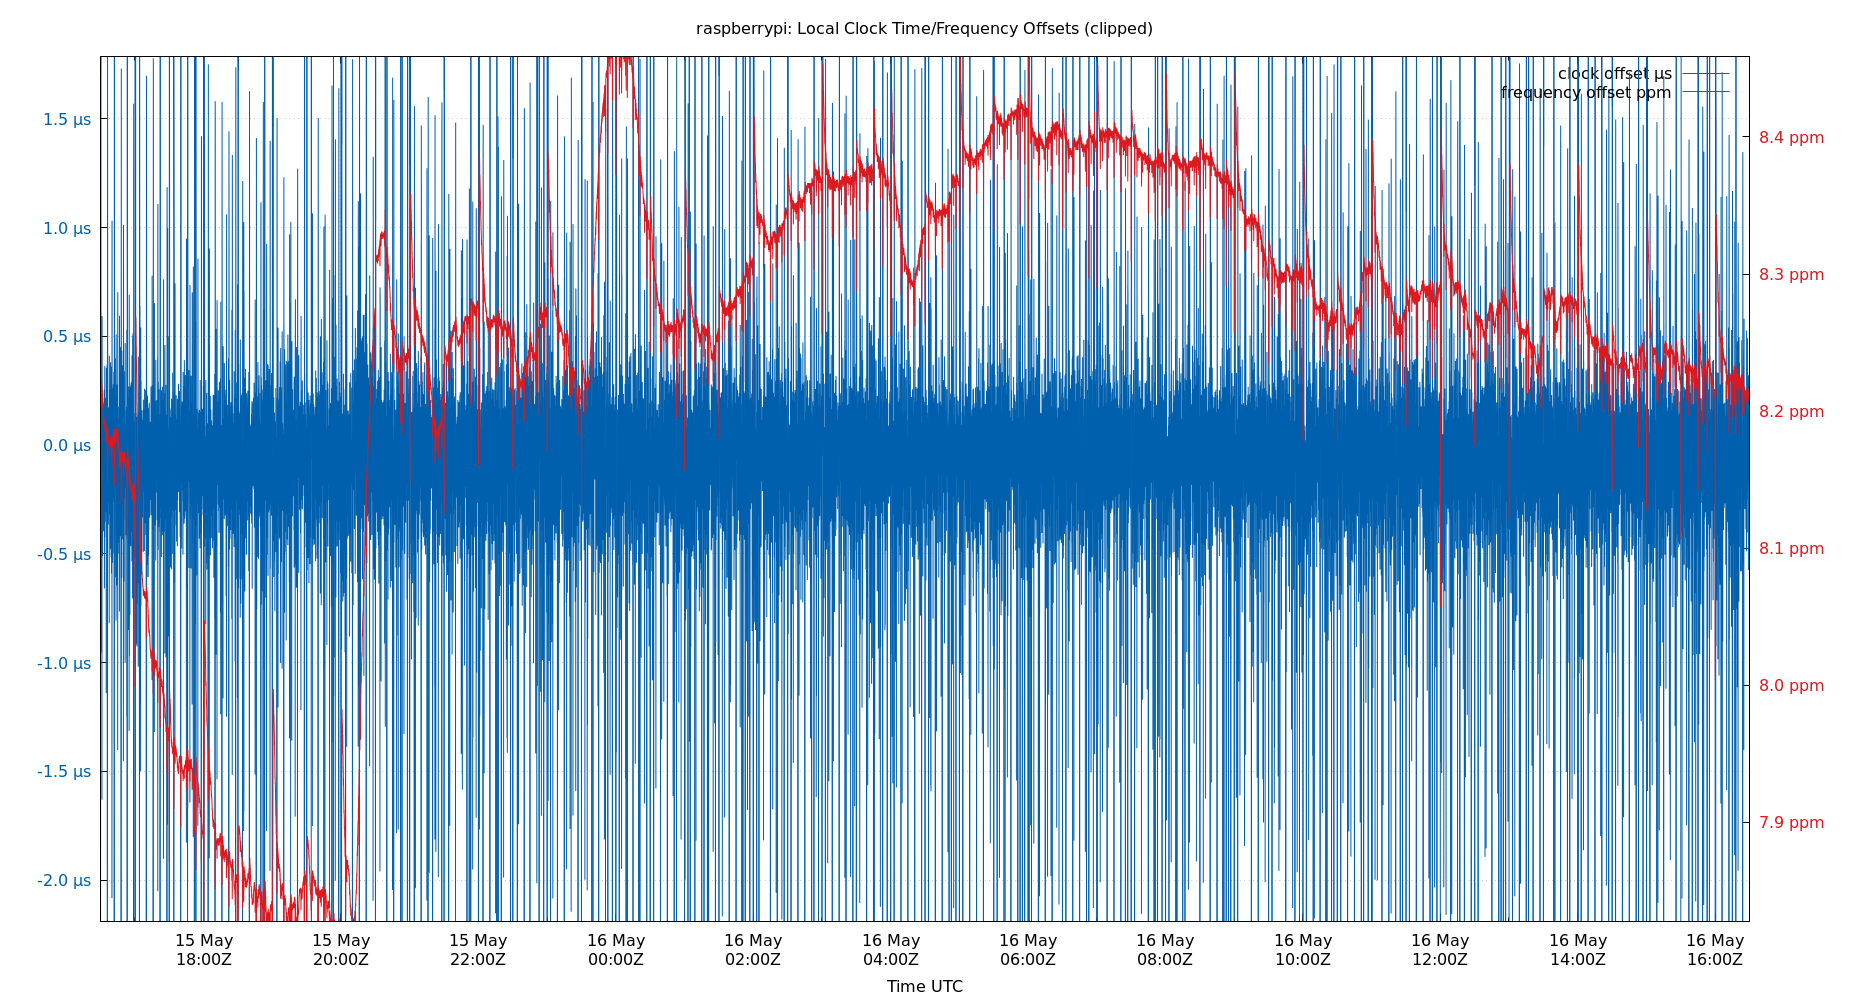 raspberrypi: Local Clock Time/Frequency Offsets (clipped)
clock offset µs
frequency offset ppm
1.5 µs
1.0 µs
0.5 µs
0.0 µs
-0.5 µs
-1.0 µs
-1.5 µs
-2.0 µs
8.4 ppm
8.3 ppm
8.2 ppm
8.1 ppm
8.0 ppm
7.9 ppm
15 May
18:00Z
15 May
20:00Z
15 May
22:00Z
16 May
00:00Z
16 May
02:00Z
16 May
04:00Z
16 May
06:00Z
16 May
08:00Z
16 May
10:00Z
16 May
12:00Z
16 May
14:00Z
16 May
16:00Z
Time UTC